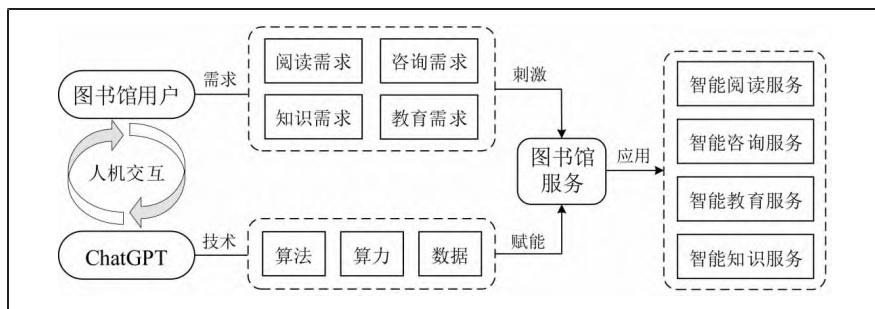 图书馆用户
需求
阅读需求
咨询需求
知识需求
教育需求
刺激
人机交互
ChatGPT
技术
算法
算力
数据
赋能
图书馆
服务
应用
智能阅读服务
智能咨询服务
智能教育服务
智能知识服务